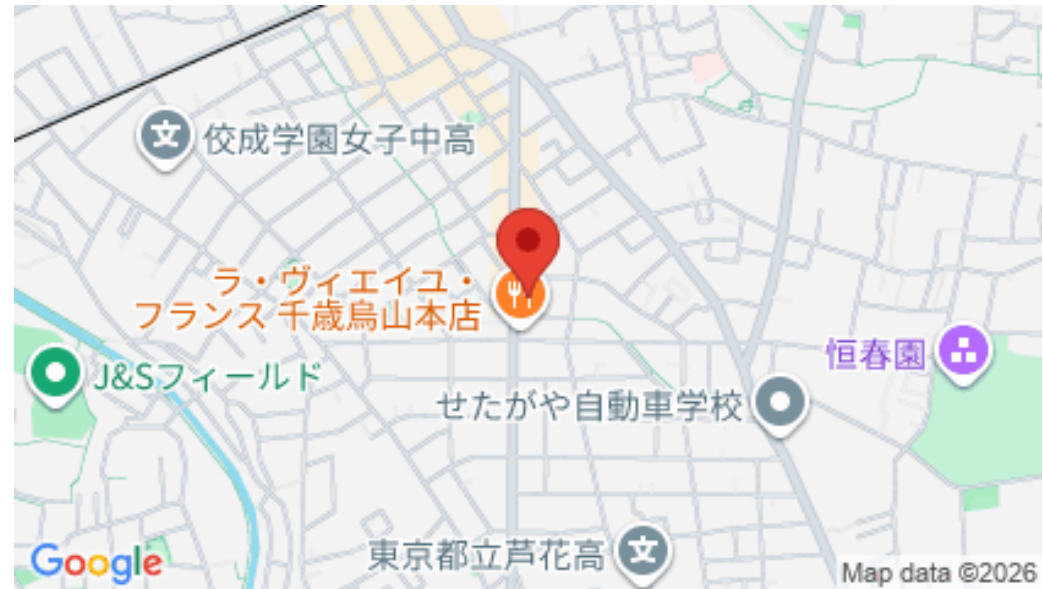 文
佼成学園女子中高
ラ・ヴィエイユ・
フランス 千歳烏山本店
恒春園
J&Sフィールド
せたがや自動車学校
東京都立芦花高
文
Google
Map data ©2026